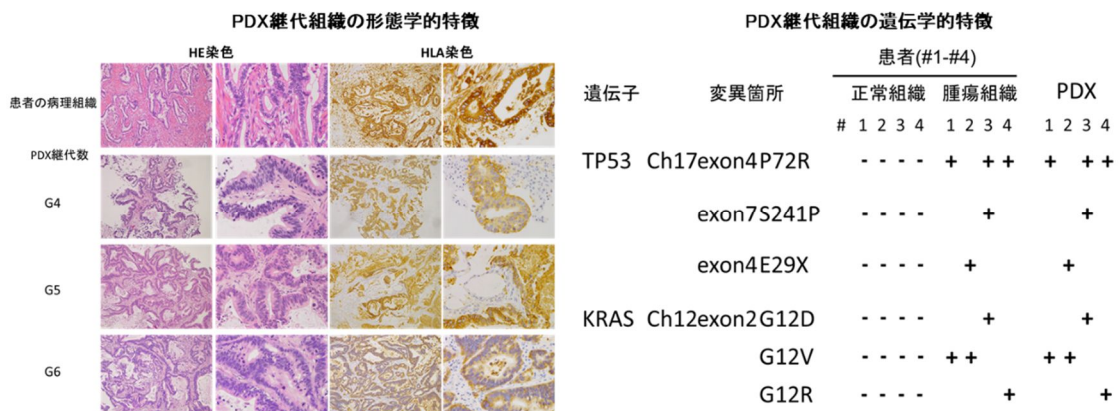 PDX継代組織の形態学的特徴
HE染色 HLA染色
患者の病理組織
PDX継代数
G4
G5
G6
PDX継代組織の遺伝学的特徴
患者(#1-#4)
遺伝子 変異箇所 正常組織 腫瘍組織 PDX
# 1 2 3 4 1 2 3 4 1 2 3 4
TP53 Ch17exon4P72R - - - - + + + + + +
exon7S241P - - - - + +
exon4E29X - - - - + +
KRAS Ch12exon2G12D - - - - + +
G12V - - - - + + + +
G12R - - - - + +